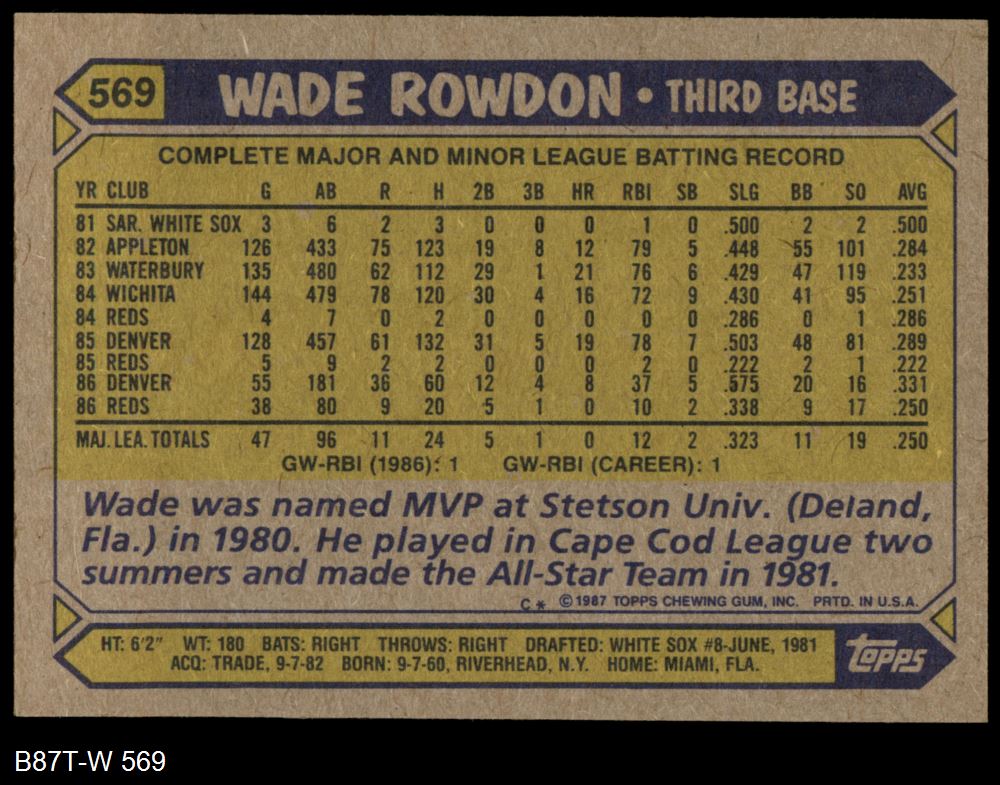 569 WADE ROWDON • THIRD BASE
COMPLETE MAJOR AND MINOR LEAGUE BATTING RECORD
YR CLUB G AB R H 2B 3B HR RBI SB SLG BB SO AVG
81 SAR. WHITE SOX 3 6 2 3 0 0 0 1 0 .500 2 2 .500
82 APPLETON 126 433 75 123 19 8 12 79 5 .448 55 101 .284
83 WATERBURY 135 480 62 112 29 1 21 76 6 .429 47 119 .233
84 WICHITA 144 479 78 120 30 4 16 72 9 .430 41 95 .251
84 REDS 4 7 0 2 0 0 0 0 0 .286 0 1 .286
85 DENVER 128 457 61 132 31 5 19 78 7 .503 48 81 .289
85 REDS 5 9 2 2 0 0 0 2 0 .222 2 1 .222
86 DENVER 55 181 36 60 12 4 8 37 5 .575 20 16 .331
86 REDS 38 80 9 20 5 1 0 10 2 .338 9 17 .250
MAJ. LEA. TOTALS 47 96 11 24 5 1 0 12 2 .323 11 19 .250
GW-RBI (1986): 1 GW-RBI (CAREER): 1
Wade was named MVP at Stetson Univ. (Deland,
Fla.) in 1980. He played in Cape Cod League two
summers and made the All-Star Team in 1981.
C* ©1987 TOPPS CHEWING GUM, INC. PRTD. IN U.S.A.
HT: 6'2" WT: 180 BATS: RIGHT THROWS: RIGHT DRAFTED: WHITE SOX #8-JUNE, 1981
ACQ: TRADE, 9-7-82 BORN: 9-7-60, RIVERHEAD, N.Y. HOME: MIAMI, FLA.
Topps
B87T-W 569